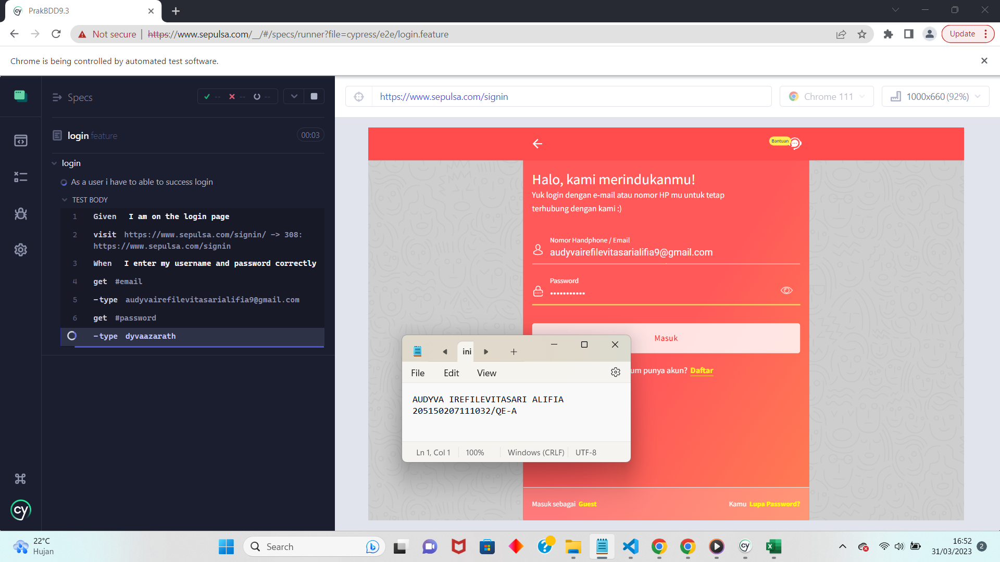 PrakBDD9.3
Not secure
https://www.sepulsa.com/__/#/specs/runner?file=cypress/e2e/login.feature
Update
Chrome is being controlled by automated test software.
Specs
--
--
--
https://www.sepulsa.com/signin
Chrome 111
1000x660 (92%)
login.feature
00:03
login
As a user i have to able to success login
TEST BODY
1 Given I am on the login page
2 visit https://www.sepulsa.com/signin/ -> 308:
https://www.sepulsa.com/signin
3 When I enter my username and password correctly
4 get #email
5 -type audyvairefilevitasarialifia9@gmail.com
6 get #password
-type dyvaazarath
cy
Bantuan
Halo, kami merindukanmu!
Yuk login dengan e-mail atau nomor HP mu untuk tetap
terhubung dengan kami :)
Nomor Handphone / Email
audyvairefilevitasarialifia9@gmail.com
Password
•••••••••••
Masuk
um punya akun? Daftar
Masuk sebagai Guest
Kamu Lupa Password?
ini
File Edit View
AUDYVA IREFILEVITASARI ALIFIA
205150207111032/QE-A
Ln 1, Col 1
100%
Windows (CRLF)
UTF-8
22°C
Hujan
Search
16:52
31/03/2023
2